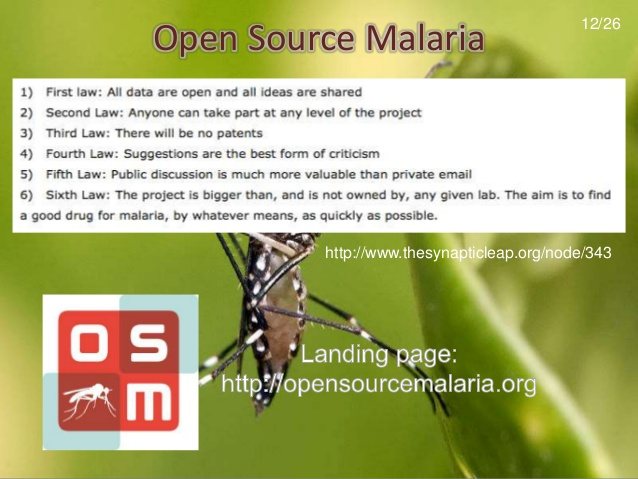 12/26
Open Source Malaria
1) First law: All data are open and all ideas are shared
2) Second Law: Anyone can take part at any level of the project
3) Third Law: There will be no patents
4) Fourth Law: Suggestions are the best form of criticism
5) Fifth Law: Public discussion is much more valuable than private email
6) Sixth Law: The project is bigger than, and is not owned by, any given lab. The aim is to find
a good drug for malaria, by whatever means, as quickly as possible.
http://www.thesynapticleap.org/node/343
O S
m
Landing page:
http://opensourcemalaria.org